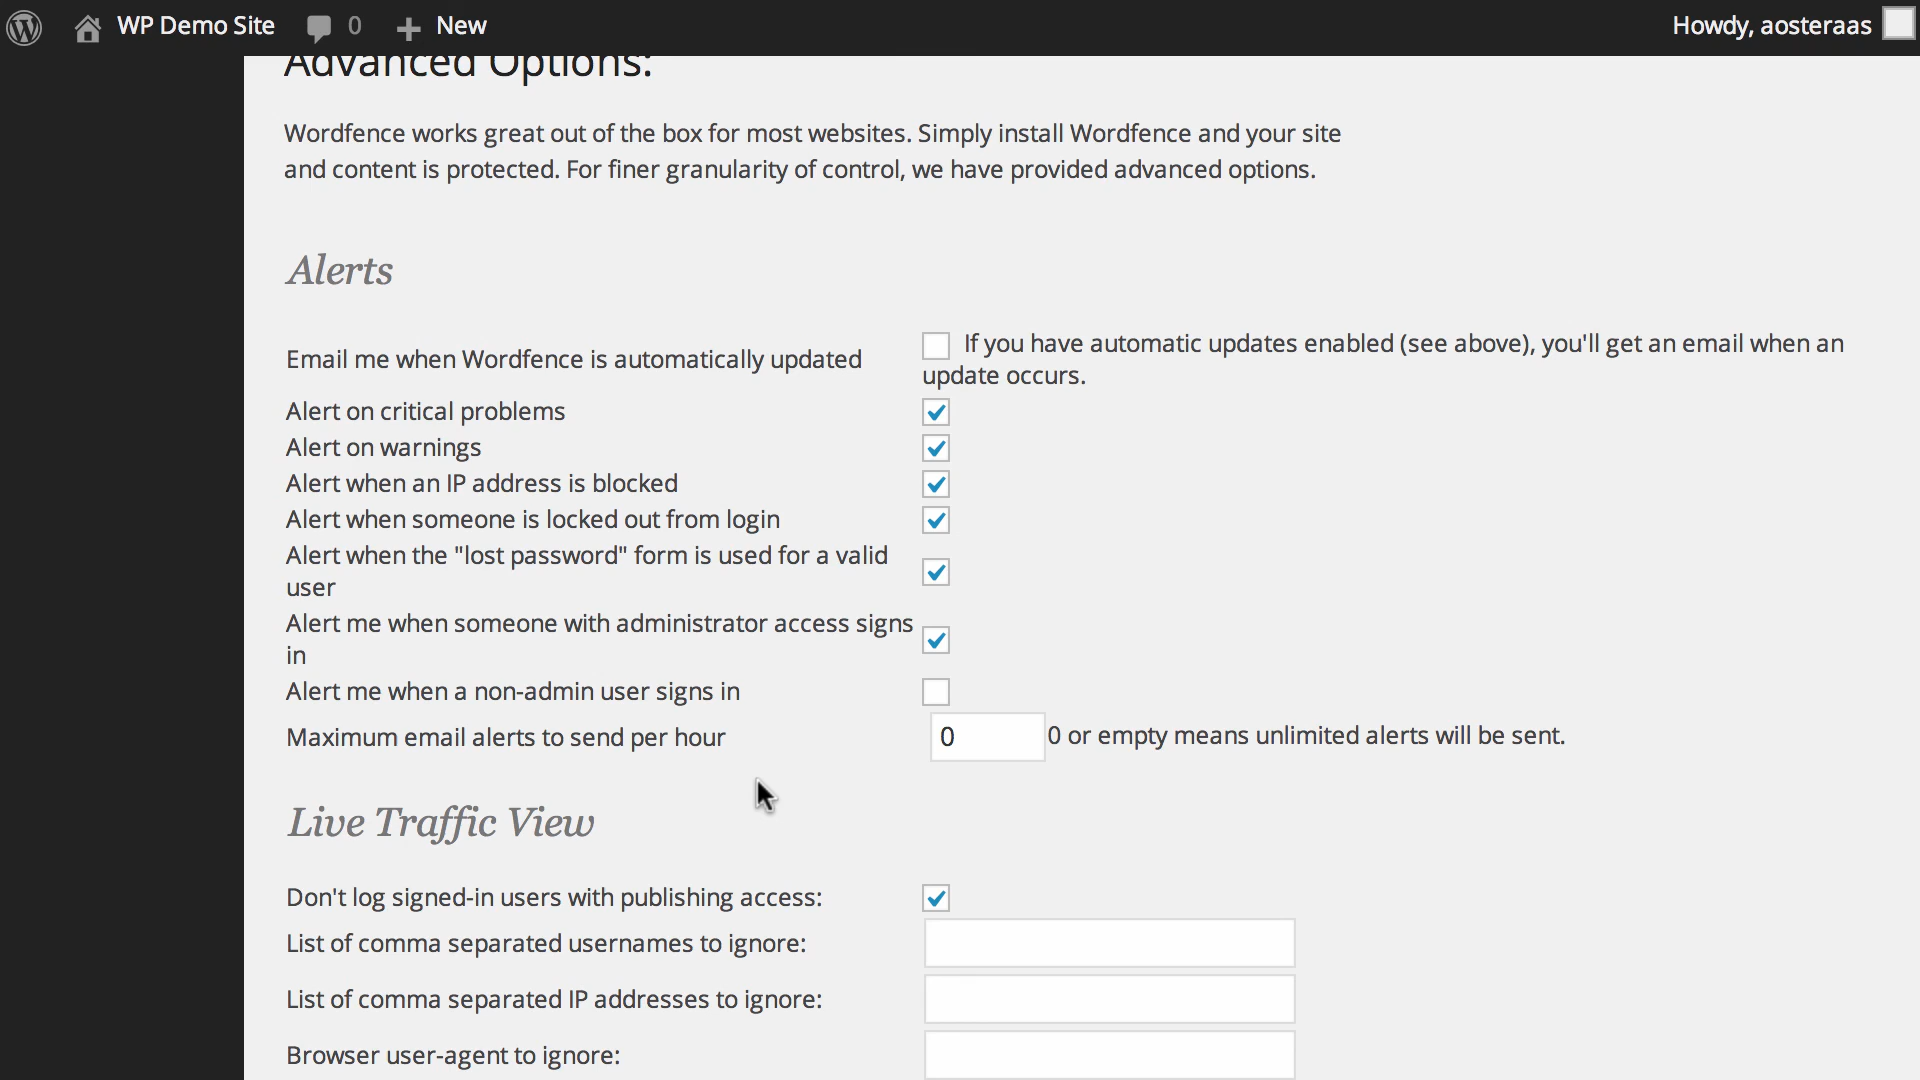 WP Demo Site 0 New Howdy, aosteraas
Advanced Options:
Wordfence works great out of the box for most websites. Simply install Wordfence and your site
and content is protected. For finer granularity of control, we have provided advanced options.
Alerts
Email me when Wordfence is automatically updated
If you have automatic updates enabled (see above), you'll get an email when an
update occurs.
Alert on critical problems
Alert on warnings
Alert when an IP address is blocked
Alert when someone is locked out from login
Alert when the "lost password" form is used for a valid
user
Alert me when someone with administrator access signs
in
Alert me when a non-admin user signs in
Maximum email alerts to send per hour 0 0 or empty means unlimited alerts will be sent.
Live Traffic View
Don't log signed-in users with publishing access:
List of comma separated usernames to ignore:
List of comma separated IP addresses to ignore:
Browser user-agent to ignore: